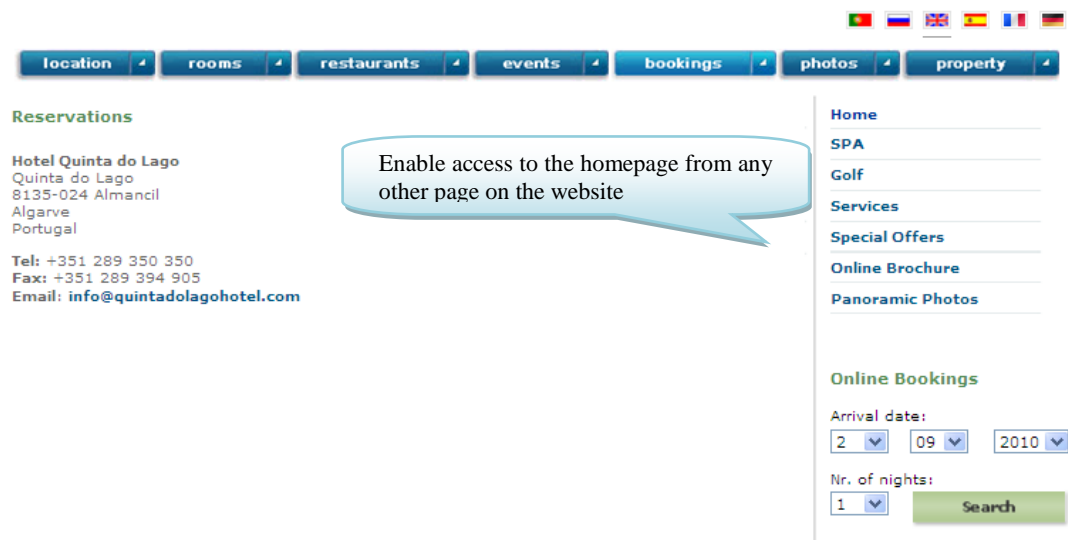 location rooms restaurants events bookings photos property
Reservations
Hotel Quinta do Lago
Quinta do Lago
8135-024 Almancil
Algarve
Portugal
Tel: +351 289 350 350
Fax: +351 289 394 905
Email: info@quintadolagohotel.com
Enable access to the homepage from any
other page on the website
Home
SPA
Golf
Services
Special Offers
Online Brochure
Panoramic Photos
Online Bookings
Arrival date:
2 09 2010
Nr. of nights:
1 Search